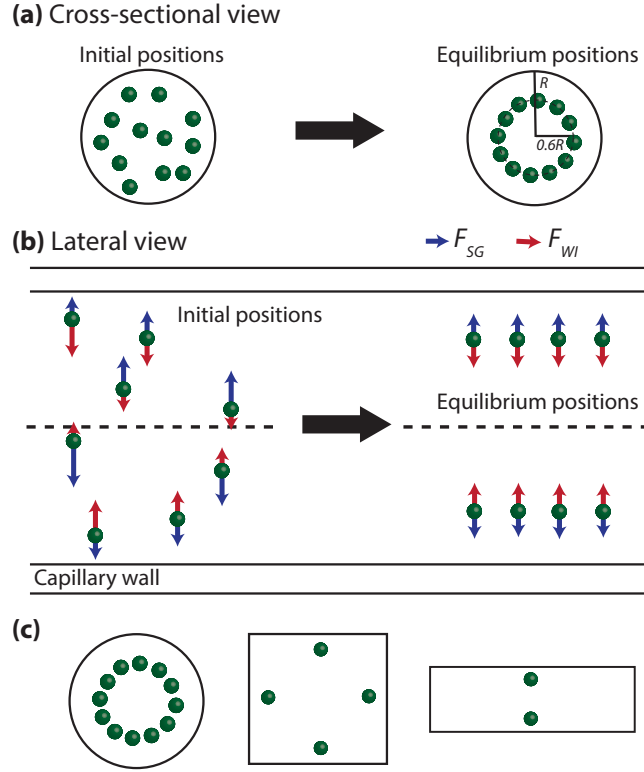 (a) Cross-sectional view
Initial positions
Equilibrium positions
R
0.6R
(b) Lateral view
F_SG
F_WI
Initial positions
Equilibrium positions
Capillary wall
(c)